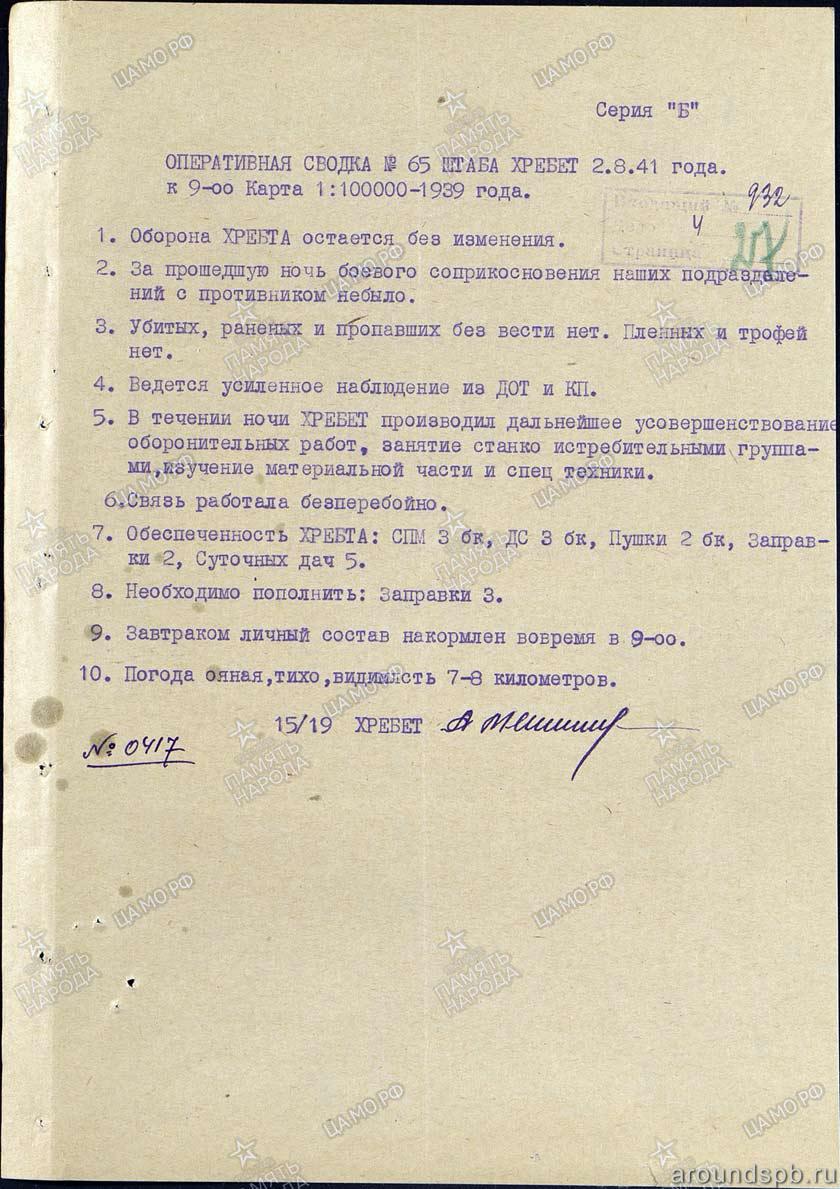 Серия "Б"
ОПЕРАТИВНАЯ СВОДКА № 65 ШТАБА ХРЕБЕТ 2.8.41 года.
к 9-оо Карта 1:100000-1939 года.
Входящий № 932
Дело 4
Страница 207
1. Оборона ХРЕБТА остается без изменения.
2. За прошедшую ночь боевого соприкосновения наших подразделе-
ний с противником небыло.
3. Убитых, раненых и пропавших без вести нет. Пленных и трофей
нет.
4. Ведется усиленное наблюдение из ДОТ и КП.
5. В течении ночи ХРЕБЕТ производил дальнейшее усовершенствование
оборонительных работ, занятие станко истребительными группа-
ми,изучение материальной части и спец техники.
6.Связь работала безперебойно.
7. Обеспеченность ХРЕБТА: СПМ 3 бк, ДС 3 бк, Пушки 2 бк, Заправ-
ки 2, Суточных дач 5.
8. Необходимо пополнить: Заправки 3.
9. Завтраком личный состав накормлен вовремя в 9-оо.
10. Погода ояная,тихо,видимлсть 7-8 километров.
15/19 ХРЕБЕТ
№ 0417
ПАМЯТЬ НАРОДА
ЦАМО.РФ
aroundspb.ru